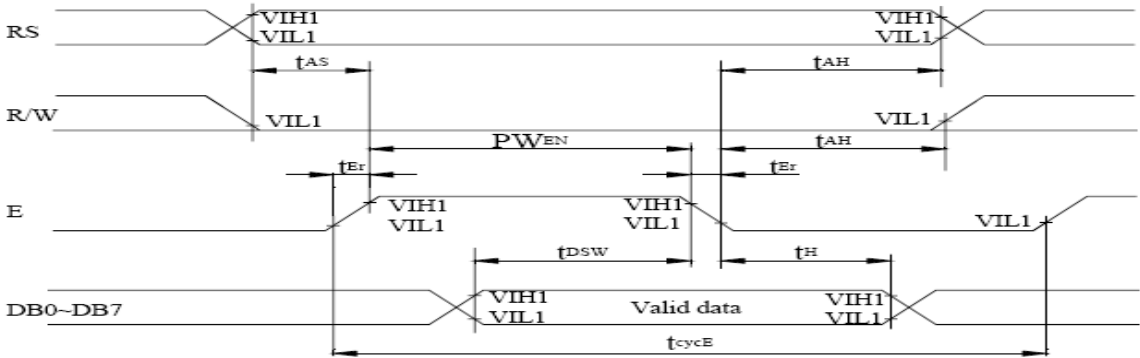 RS VIH1 VIH1
VIL1 VIL1
tAS tAH
R/W VIL1 VIL1
PWEN tAH
tEr tEr
E VIH1 VIH1
VIL1 VIL1 VIL1
tDSW tH
DB0~DB7 VIH1 Valid data VIH1
VIL1 VIL1
tcycE